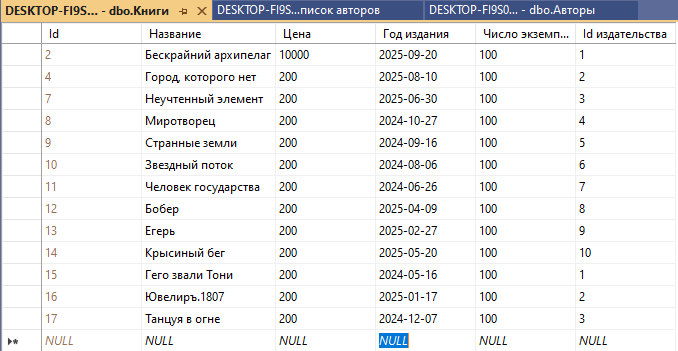 DESKTOP-FI9S... - dbo.Книги DESKTOP-FI9S...писок авторов DESKTOP-FI9S0... - dbo.Авторы
Id Название Цена Год издания Число экземп... Id издательства
2 Бескрайний архипелаг 10000 2025-09-20 100 1
4 Город, которого нет 200 2025-08-10 100 2
7 Неучтенный элемент 200 2025-06-30 100 3
8 Миротворец 200 2024-10-27 100 4
9 Странные земли 200 2024-09-16 100 5
10 Звездный поток 200 2024-08-06 100 6
11 Человек государства 200 2024-06-26 100 7
12 Бобер 200 2025-04-09 100 8
13 Егерь 200 2025-02-27 100 9
14 Крысиный бег 200 2025-05-20 100 10
15 Гего звали Тони 200 2024-05-16 100 1
16 Ювелиръ.1807 200 2025-01-17 100 2
17 Танцуя в огне 200 2024-12-07 100 3
NULL NULL NULL NULL NULL NULL